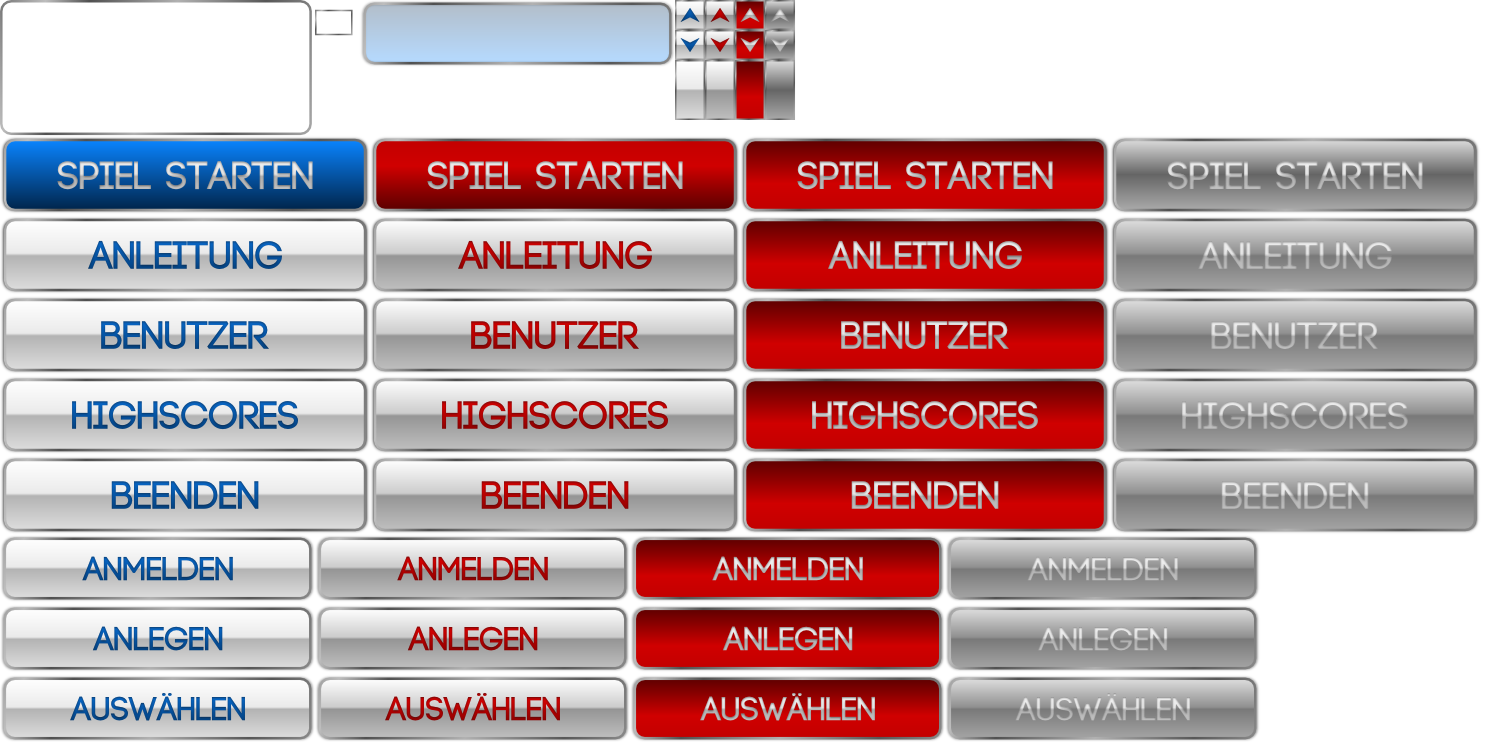 SPIEL STARTEN SPIEL STARTEN SPIEL STARTEN SPIEL STARTEN
ANLEITUNG ANLEITUNG ANLEITUNG ANLEITUNG
BENUTZER BENUTZER BENUTZER BENUTZER
HIGHSCORES HIGHSCORES HIGHSCORES HIGHSCORES
BEENDEN BEENDEN BEENDEN BEENDEN
ANMELDEN ANMELDEN ANMELDEN ANMELDEN
ANLEGEN ANLEGEN ANLEGEN ANLEGEN
AUSWÄHLEN AUSWÄHLEN AUSWÄHLEN AUSWÄHLEN